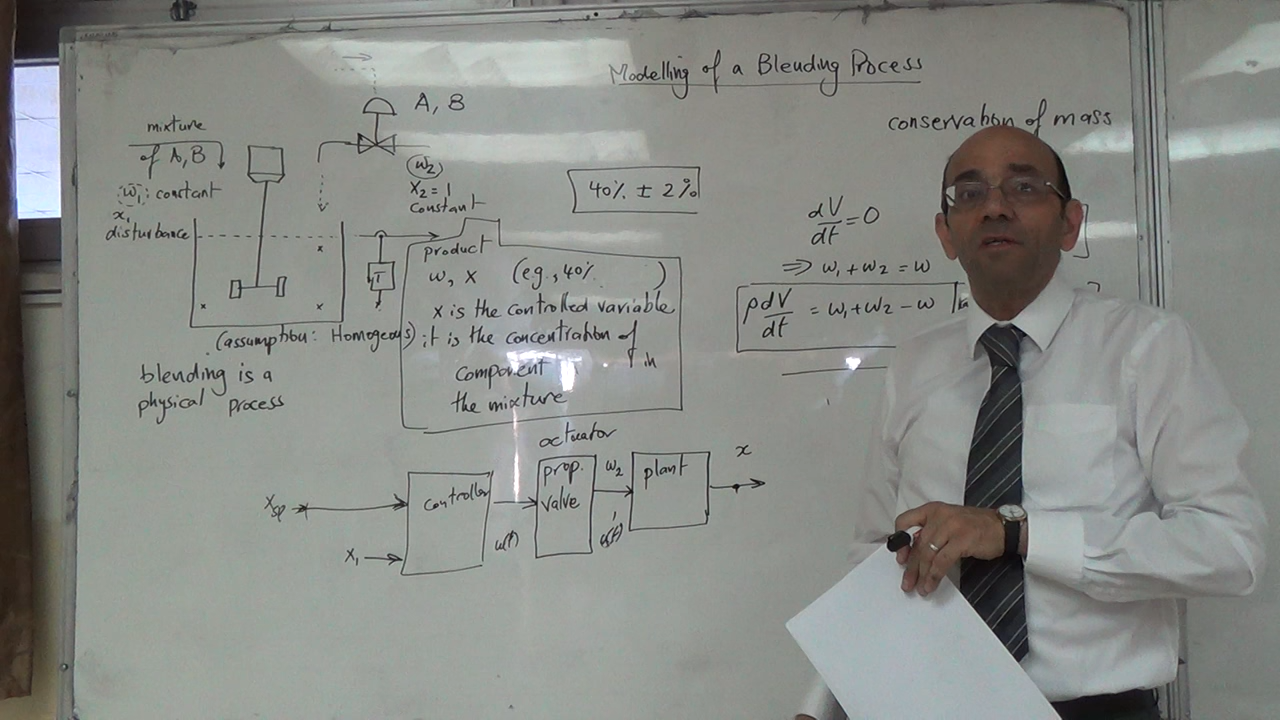 Modelling of a Blending Process
conservation of mass
A, B
mixture
of A, B
w₁: constant
x₁
disturbance
w₂
x₂ = 1
constant
40% ± 2%
product
w, x (eg., 40% )
x is the controlled variable
(assumption: Homogeous) ; it is the concentration of
component in
the mixture
T
blending is a
physical process
dV/dt = 0
⇒ w₁ + w₂ = w
ρ dV/dt = w₁ + w₂ - w
actuator
x_sp
controller
x₁
u(t)
prop.
valve
w₂
plant
x